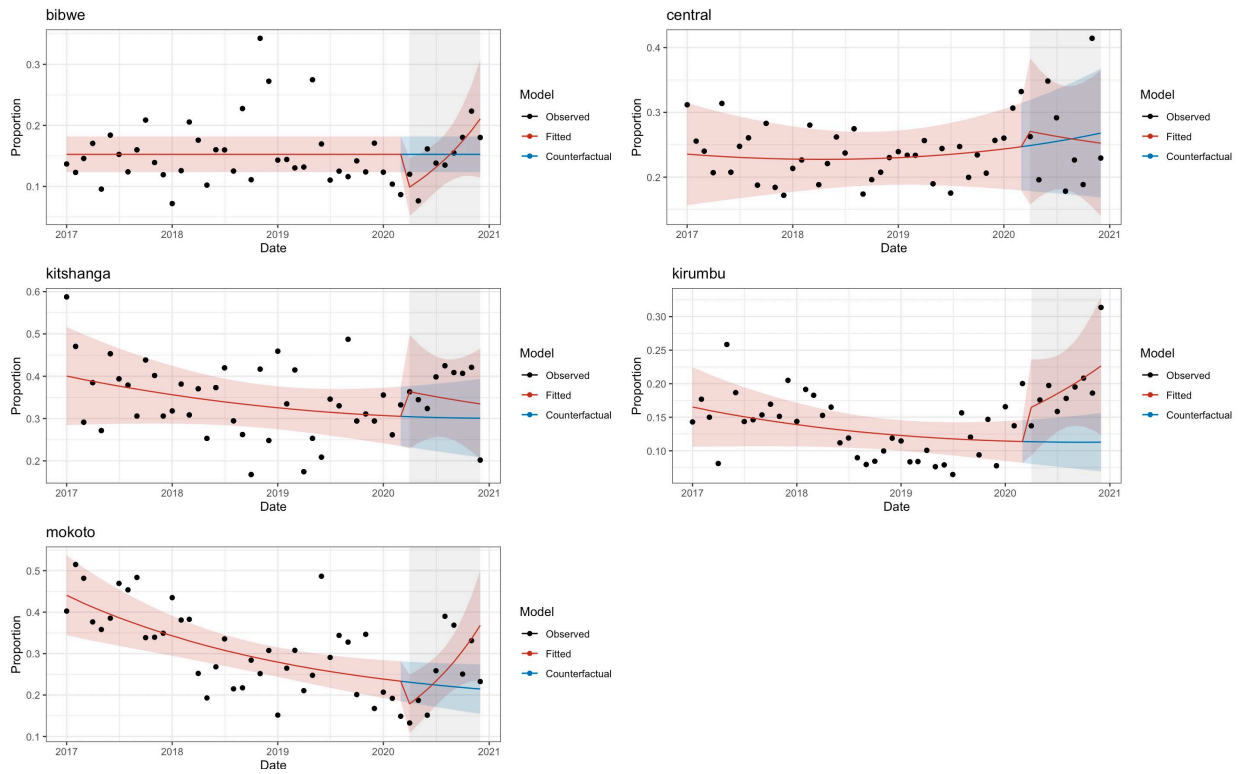 bibwe
Proportion
0.3
0.2
0.1
2017 2018 2019 2020 2021
Date
Model
Observed
Fitted
Counterfactual
central
Proportion
0.4
0.3
0.2
2017 2018 2019 2020 2021
Date
Model
Observed
Fitted
Counterfactual
kitshanga
Proportion
0.6
0.5
0.4
0.3
0.2
2017 2018 2019 2020 2021
Date
Model
Observed
Fitted
Counterfactual
kirumbu
Proportion
0.30
0.25
0.20
0.15
0.10
2017 2018 2019 2020 2021
Date
Model
Observed
Fitted
Counterfactual
mokoto
Proportion
0.5
0.4
0.3
0.2
0.1
2017 2018 2019 2020 2021
Date
Model
Observed
Fitted
Counterfactual